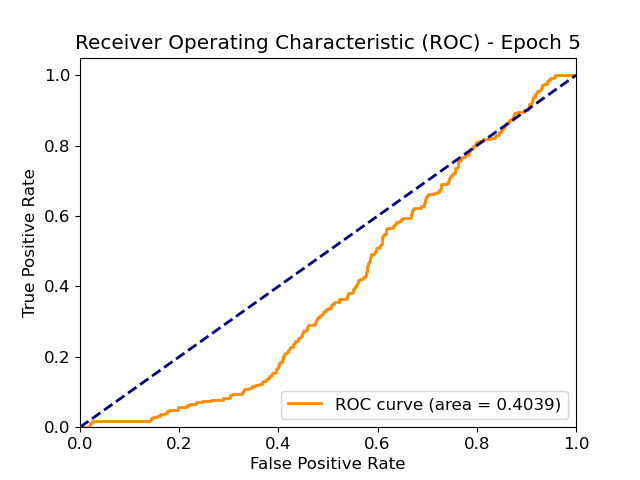 Receiver Operating Characteristic (ROC) - Epoch 5
1.0
0.8
0.6
0.4
0.2
0.0
True Positive Rate
ROC curve (area = 0.4039)
0.0 0.2 0.4 0.6 0.8 1.0
False Positive Rate